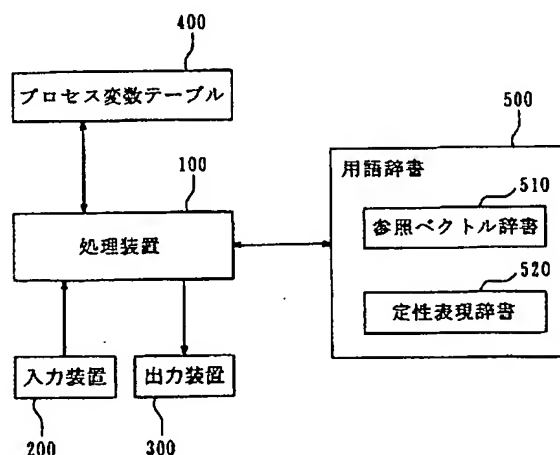 400
プロセス変数テーブル
500
用語辞書
100
510
参照ベクトル辞書
処理装置
520
定性表現辞書
入力装置
出力装置
200
300